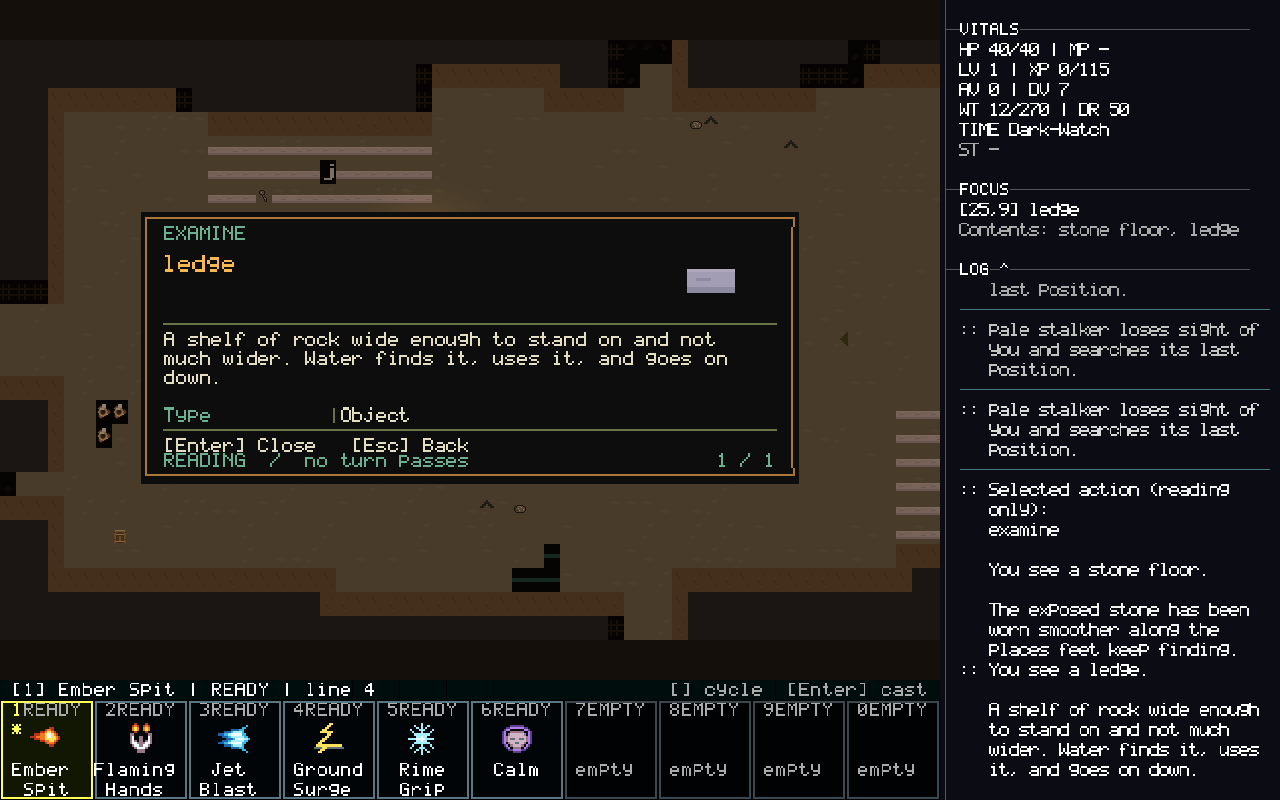 VITALS
HP 40/40 | MP -
LV 1 | XP 0/115
AV 0 | DV 7
WT 12/270 | DR 50
TIME Dark-Watch
ST -
FOCUS
[25,9] ledge
Contents: stone floor, ledge
LOG ^
last Position.
:: Pale stalker loses sight of
you and searches its last
Position.
:: Pale stalker loses sight of
you and searches its last
Position.
:: Selected action (reading
only):
examine
You see a stone floor.
The exposed stone has been
worn smoother along the
Places feet keep finding.
:: You see a ledge.
A shelf of rock wide enough
to stand on and not much
wider. Water finds it, uses
it, and goes on down.
j
EXAMINE
ledge
A shelf of rock wide enough to stand on and not
much wider. Water finds it, uses it, and goes on
down.
Type |Object
[Enter] Close [Esc] Back
READING / no turn Passes 1 / 1
[1] Ember Spit | READY | line 4 [] cycle [Enter] cast
1READY 2READY 3READY 4READY 5READY 6READY 7EMPTY 8EMPTY 9EMPTY 0EMPTY
*
Ember Flaming Jet Ground Rime Calm empty empty empty empty
Spit Hands Blast Surge Grip